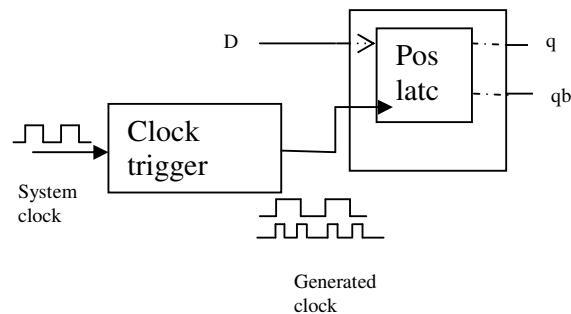 D
Pos
latc
q
qb
Clock
trigger
System
clock
Generated
clock